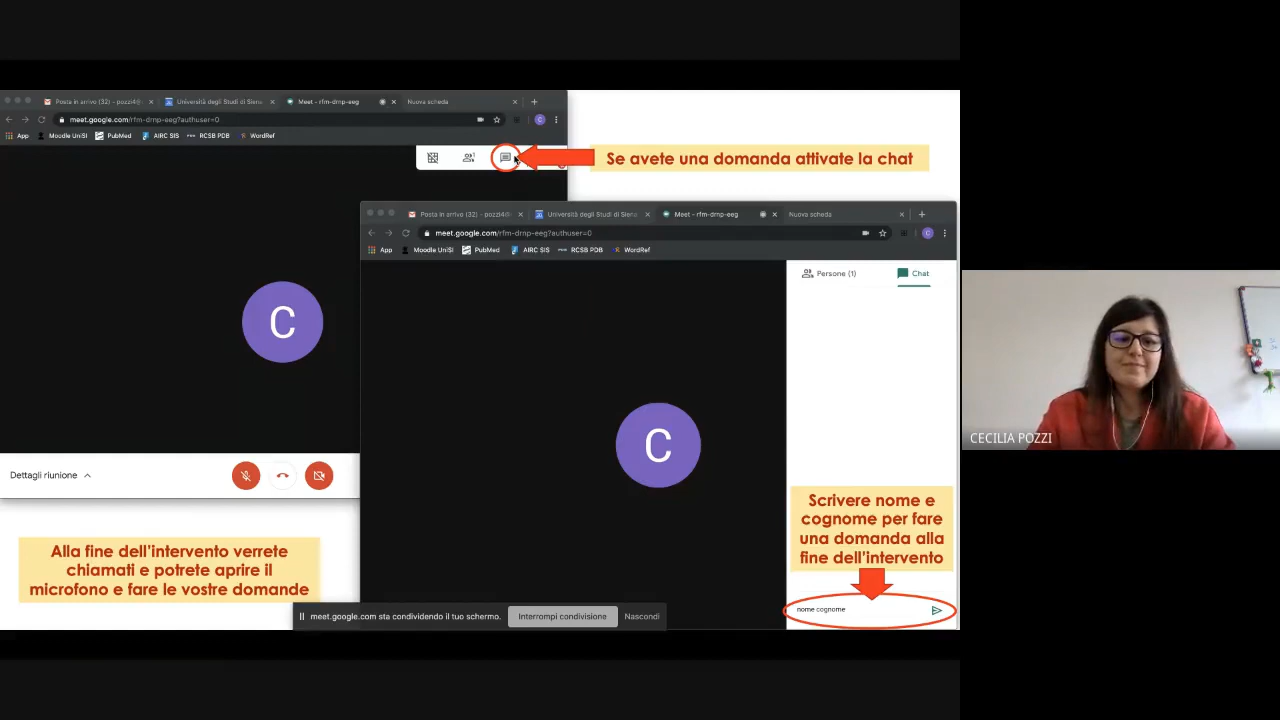 Posta in arrivo (32) - pozzi4@
Università degli Studi di Siena
Meet - rfm-drnp-eeg
Nuova scheda
meet.google.com/rfm-drnp-eeg?authuser=0
App
Moodle UniSI
PubMed
AIRC SIS
RCSB PDB
WordRef
Se avete una domanda attivate la chat
C
Dettagli riunione
Posta in arrivo (32) - pozzi4@
Università degli Studi di Siena
Meet - rfm-drnp-eeg
Nuova scheda
meet.google.com/rfm-drnp-eeg?authuser=0
App
Moodle UniSI
PubMed
AIRC SIS
RCSB PDB
WordRef
Persone (1)
Chat
C
CECILIA POZZI
Scrivere nome e
cognome per fare
una domanda alla
fine dell'intervento
nome cognome
Alla fine dell'intervento verrete
chiamati e potrete aprire il
microfono e fare le vostre domande
meet.google.com sta condividendo il tuo schermo.
Interrompi condivisione
Nascondi